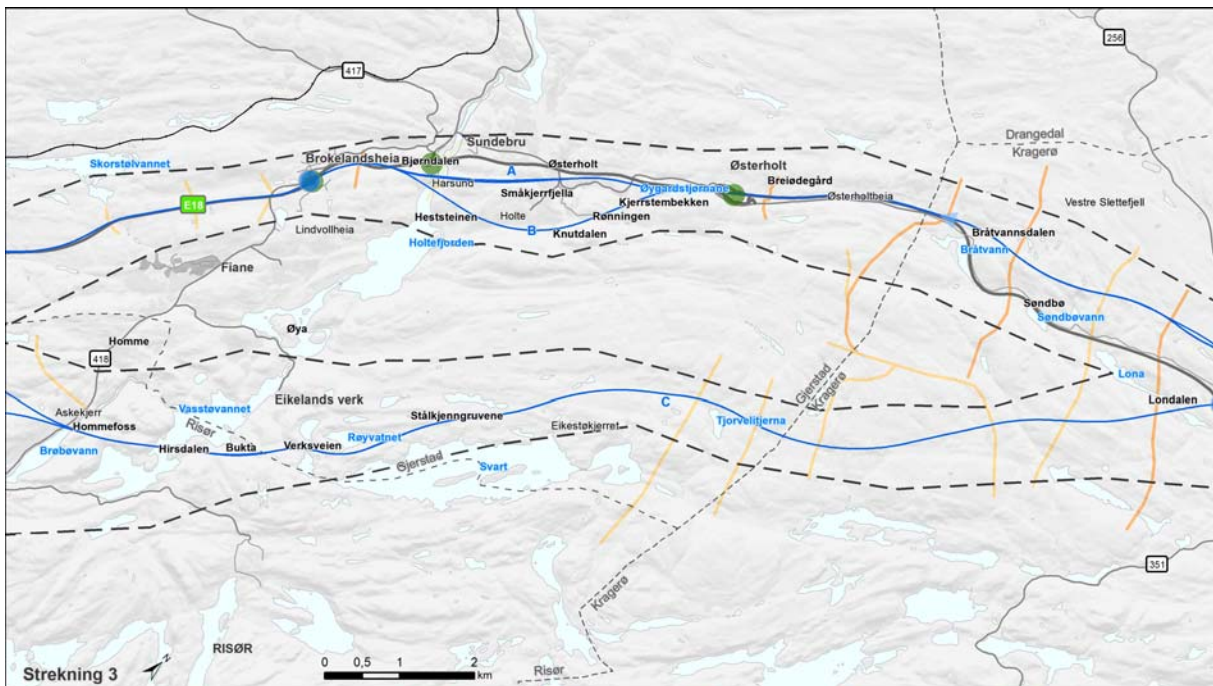 256
417
Drangedal
Kragerø
Sundebru
Skorstølvannet
Brokelandsheia
Bjørndalen
Østerholt
Østerholt
A
Harsund
Småkjerrfjella
Øygardstjørnane
Breiødegård
E18
Heststeinen
Holte
Kjerrstembekken
Rønningen
Østerholtheia
Vestre Slettefjell
Lindvollheia
B
Knutdalen
Holtefjorden
Bråtvannsdalen
Bråtvann
Fiane
Søndbø
Søndbøvann
Øya
Homme
418
Lona
Gjerstad
Kragerø
Eikelands verk
Stålkjenngruvene
C
Londalen
Askekjerr
Vasstøvannet
Hommefoss
Risør
Tjorvelitjerna
Eikestøkjerret
Brøbøvann
Hirsdalen
Bukta
Verksveien
Røyvatnet
Gjerstad
Svart
351
Kragerø
RISØR
Risør
Strekning 3
N
0 0,5 1 2
km